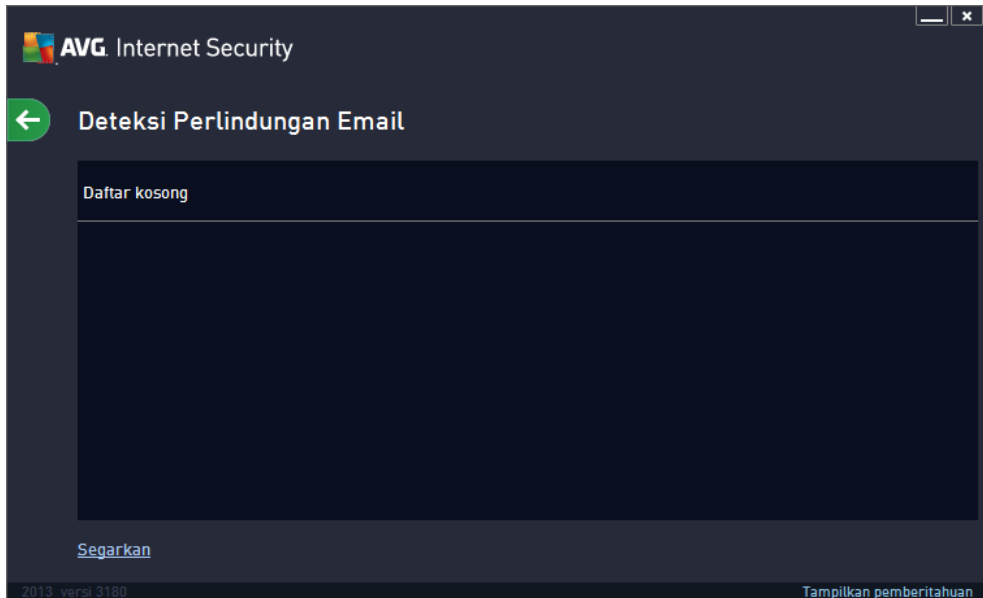 AVG. Internet Security
Deteksi Perlindungan Email
Daftar kosong
Segarkan
2013 versi 3180
Tampilkan pemberitahuan